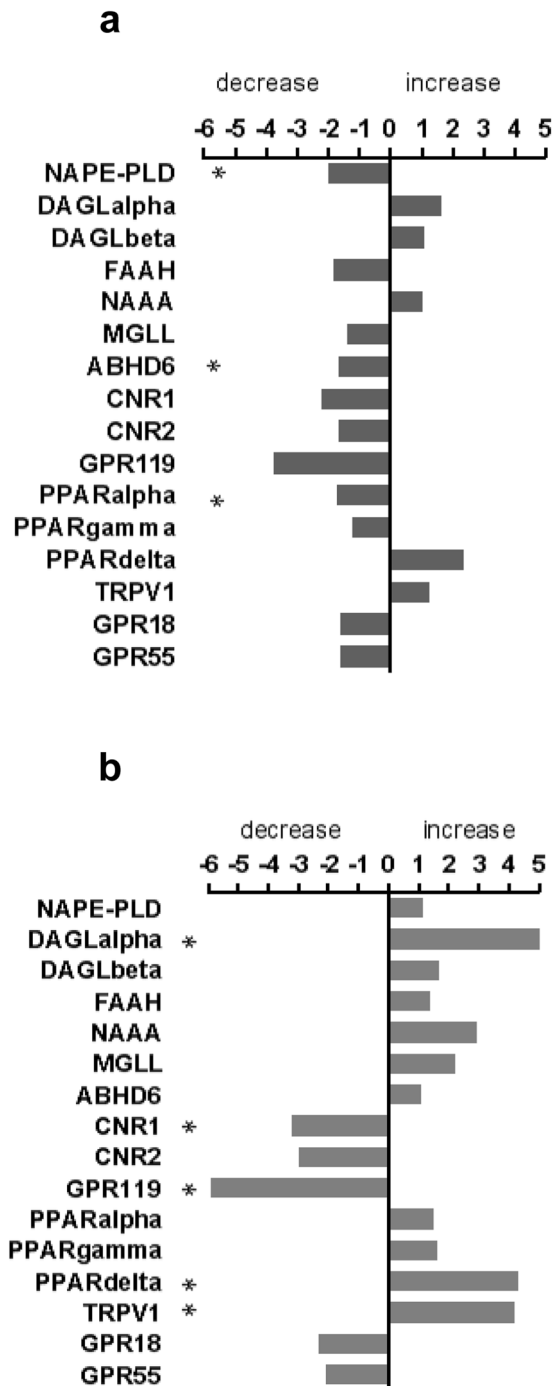 a
decrease increase
-6 -5 -4 -3 -2 -1 0 1 2 3 4 5
NAPE-PLD *
DAGLalpha
DAGLbeta
FAAH
NAAA
MGLL
ABHD6 *
CNR1
CNR2
GPR119
PPARalpha *
PPARgamma
PPARdelta
TRPV1
GPR18
GPR55
b
decrease increase
-6 -5 -4 -3 -2 -1 0 1 2 3 4 5
NAPE-PLD
DAGLalpha *
DAGLbeta
FAAH
NAAA
MGLL
ABHD6
CNR1 *
CNR2
GPR119 *
PPARalpha
PPARgamma
PPARdelta *
TRPV1 *
GPR18
GPR55